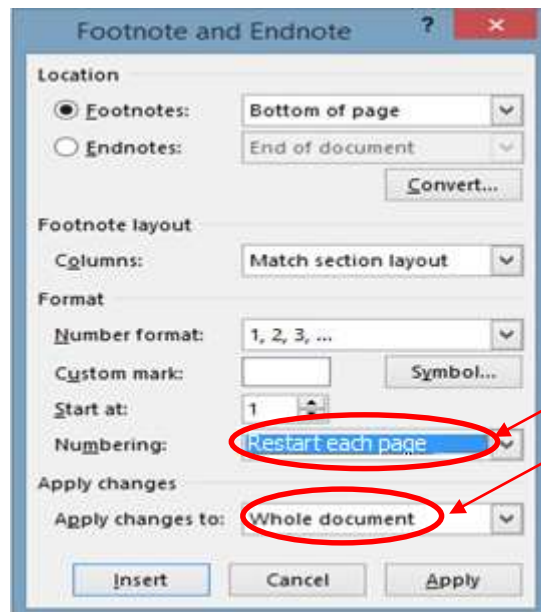 Footnote and Endnote ?
Location
Footnotes: Bottom of page
Endnotes: End of document
Convert...
Footnote layout
Columns: Match section layout
Format
Number format: 1, 2, 3, ...
Custom mark: Symbol...
Start at: 1
Numbering: Restart each page
Apply changes
Apply changes to: Whole document
Insert Cancel Apply